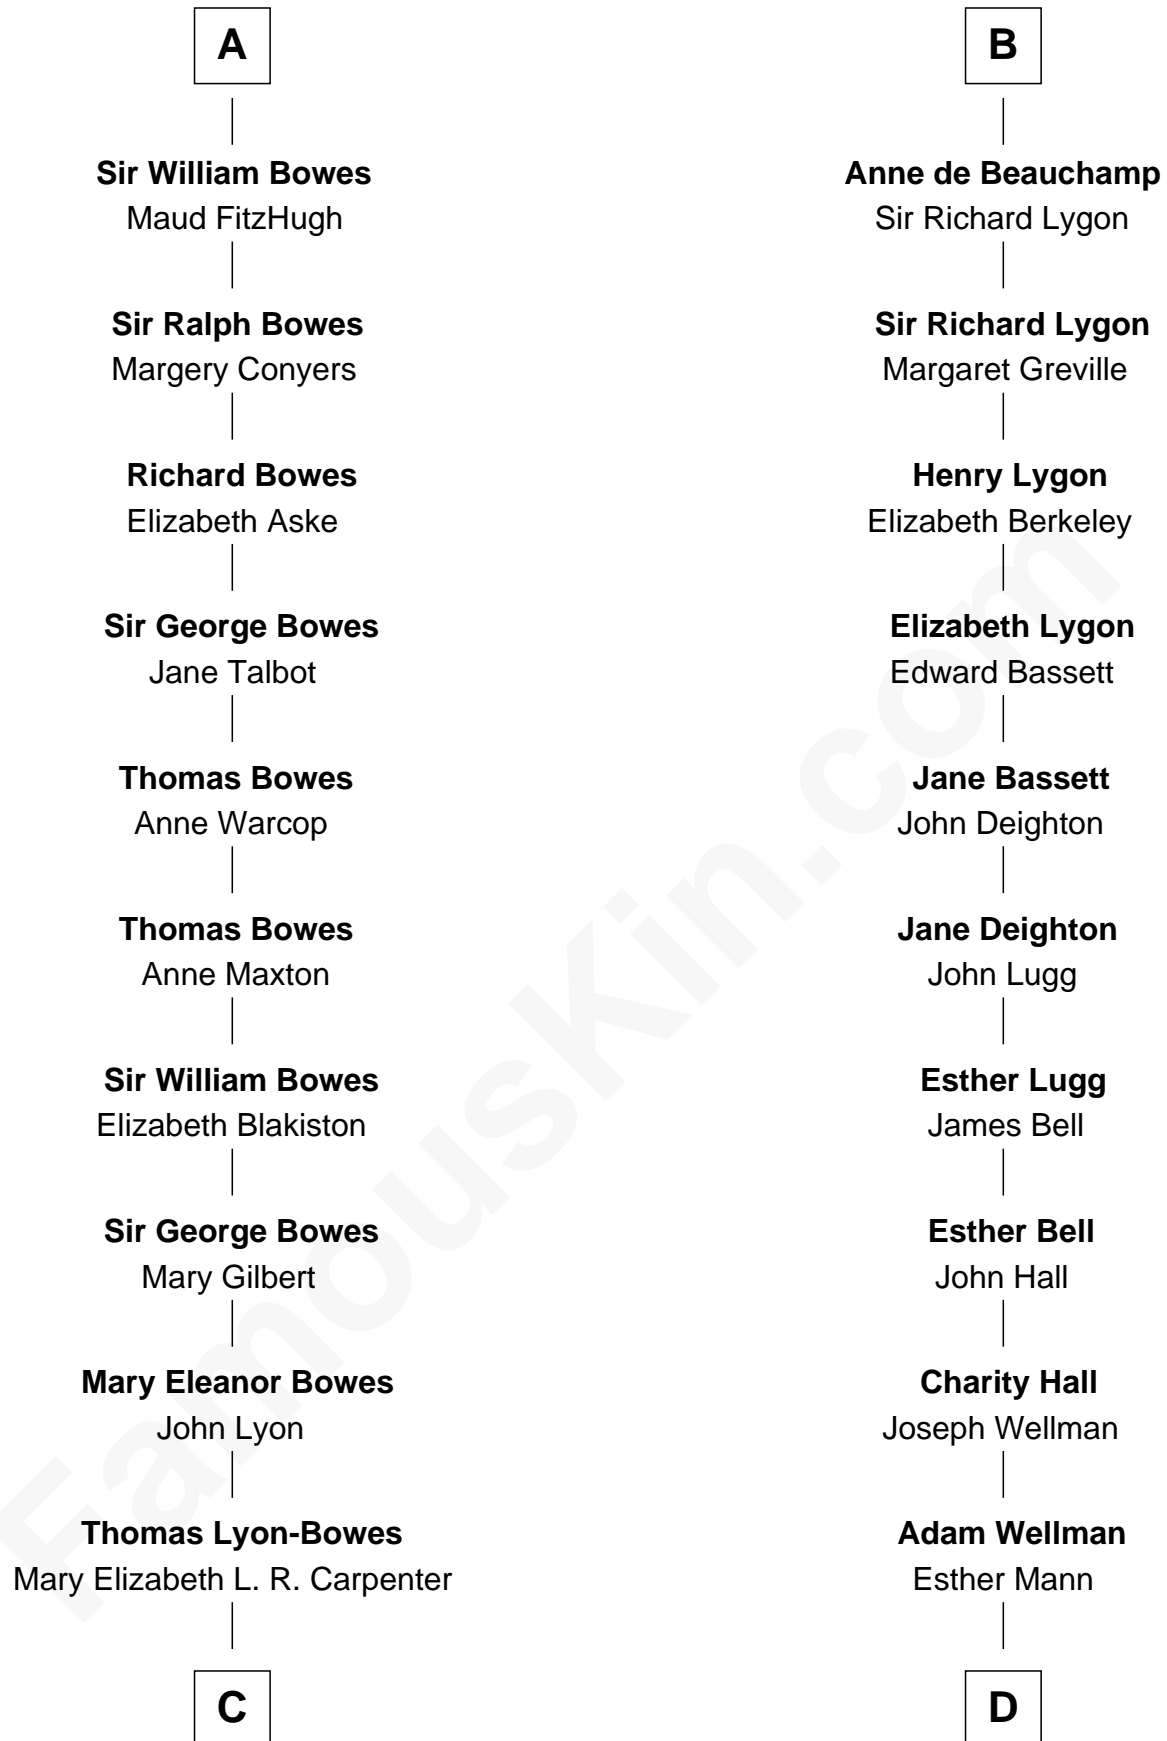 A
Sir William Bowes
Maud FitzHugh
Sir Ralph Bowes
Margery Conyers
Richard Bowes
Elizabeth Aske
Sir George Bowes
Jane Talbot
Thomas Bowes
Anne Warcop
Thomas Bowes
Anne Maxton
Sir William Bowes
Elizabeth Blakiston
Sir George Bowes
Mary Gilbert
Mary Eleanor Bowes
John Lyon
Thomas Lyon-Bowes
Mary Elizabeth L. R. Carpenter
C
B
Anne de Beauchamp
Sir Richard Lygon
Sir Richard Lygon
Margaret Greville
Henry Lygon
Elizabeth Berkeley
Elizabeth Lygon
Edward Bassett
Jane Bassett
John Deighton
Jane Deighton
John Lugg
Esther Lugg
James Bell
Esther Bell
John Hall
Charity Hall
Joseph Wellman
Adam Wellman
Esther Mann
D
FamousKin.com